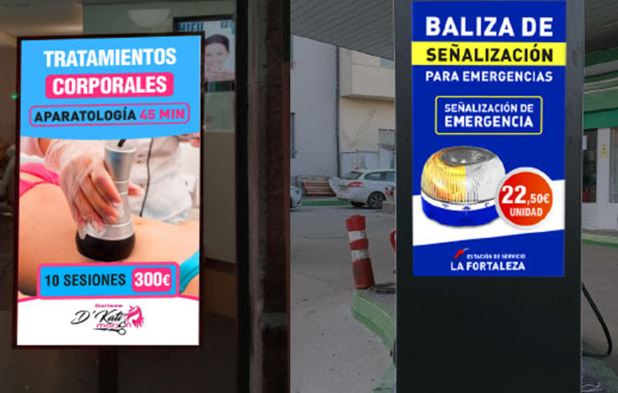 TRATAMIENTOS
CORPORALES
APARATOLOGÍA 45 MIN
10 SESIONES 300€
D'Kati
BALIZA DE
SEÑALIZACIÓN
PARA EMERGENCIAS
SEÑALIZACIÓN DE
EMERGENCIA
22,50€
UNIDAD
ESTACIÓN DE SERVICIO
LA FORTALEZA